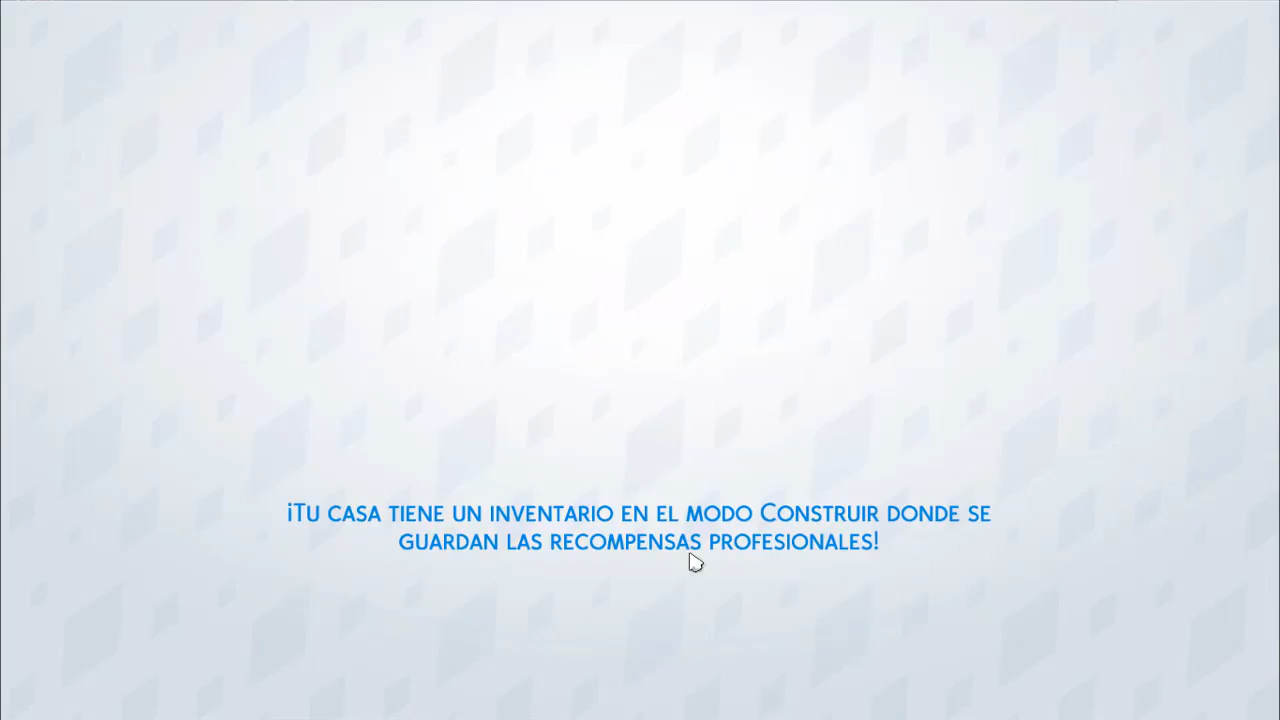 ¡Tu casa tiene un inventario en el modo Construir donde se
guardan las recompensas profesionales!